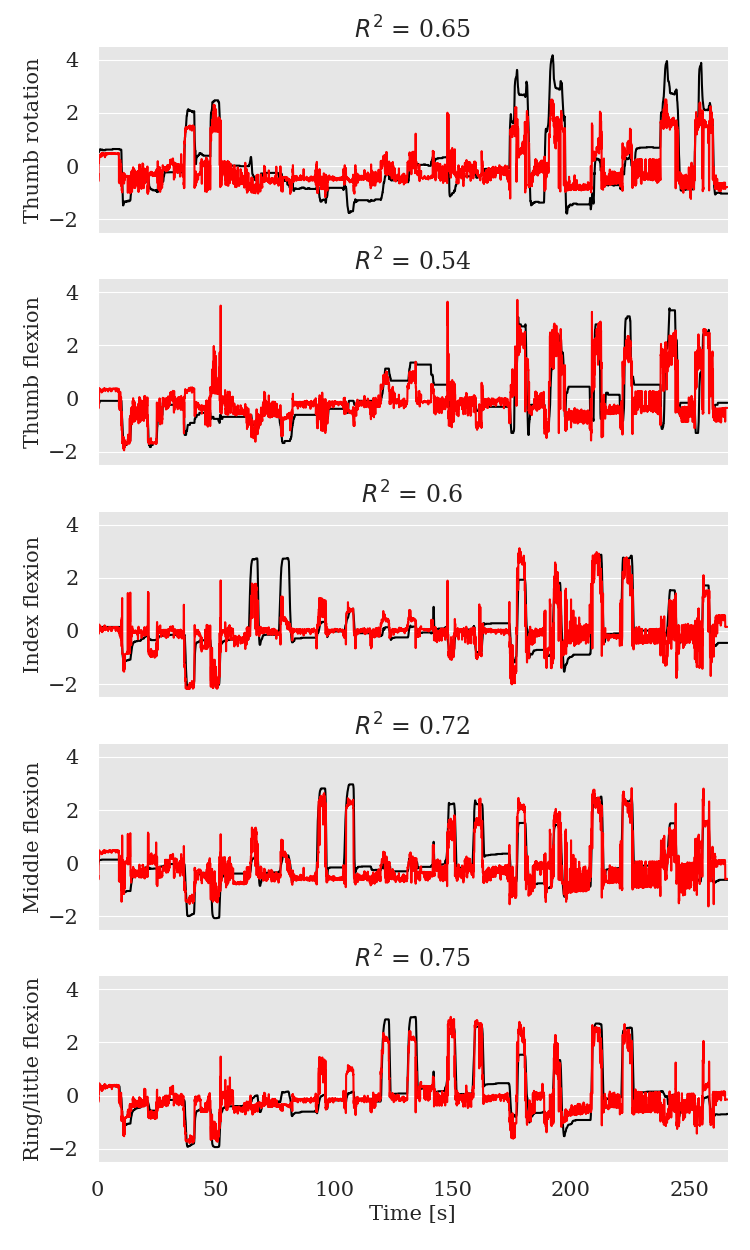 R² = 0.65
Thumb rotation
4
2
0
−2
R² = 0.54
Thumb flexion
4
2
0
−2
R² = 0.6
Index flexion
4
2
0
−2
R² = 0.72
Middle flexion
4
2
0
−2
R² = 0.75
Ring/little flexion
4
2
0
−2
0 50 100 150 200 250
Time [s]